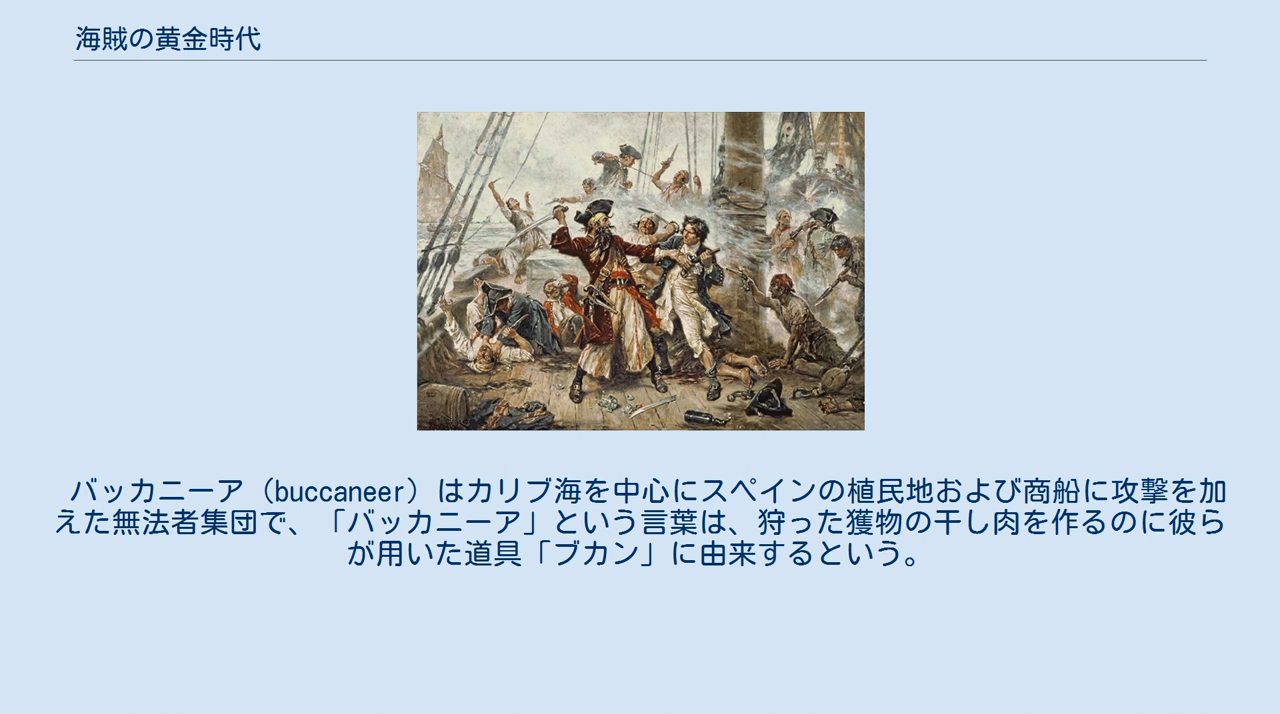 海賊の黄金時代
バッカニーア（buccaneer）はカリブ海を中心にスペインの植民地および商船に攻撃を加
えた無法者集団で、「バッカニーア」という言葉は、狩った獲物の干し肉を作るのに彼ら
が用いた道具「ブカン」に由来するという。